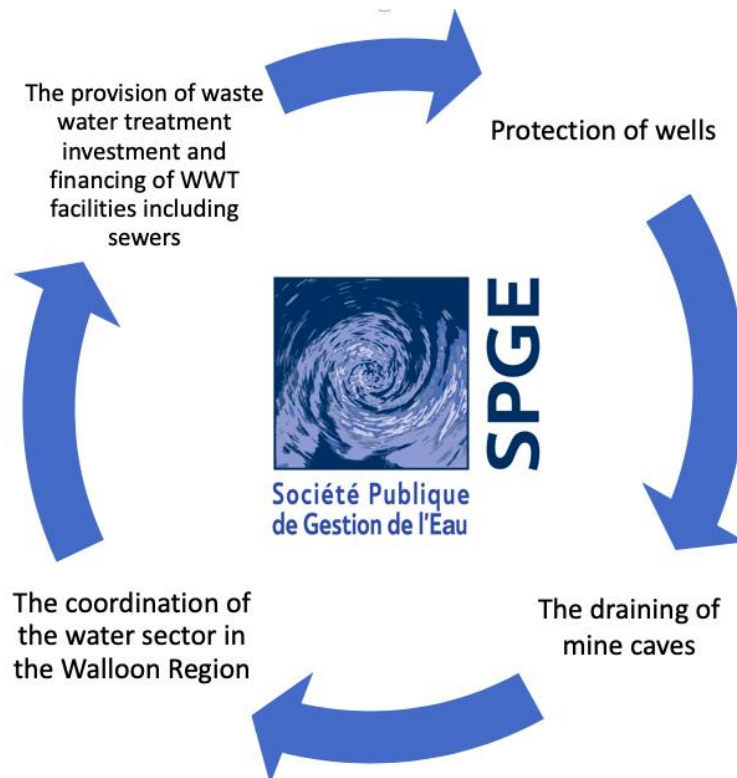 The provision of waste
water treatment
investment and
financing of WWT
facilities including
sewers
Protection of wells
SPGE
Société Publique
de Gestion de l'Eau
The coordination of
the water sector in
the Walloon Region
The draining of
mine caves